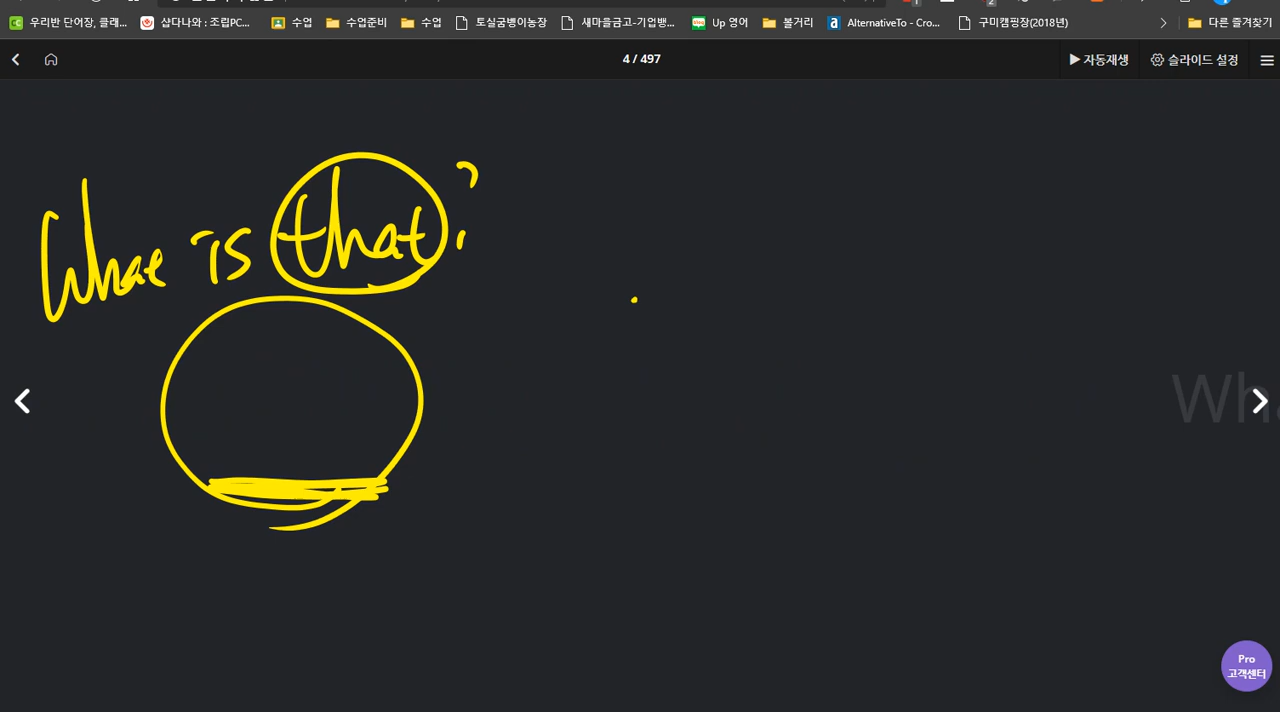 우리반 단어장, 클래... 샵다나와 : 조립PC... 수업 수업준비 수업 토실굼뱅이농장 새마을금고-기업뱅... Up 영어 볼거리 AlternativeTo - Cro... 구미캠핑장(2018년) 다른 즐겨찾기
4 / 497 자동재생 슬라이드 설정
What is that?
Wha
Pro
고객센터